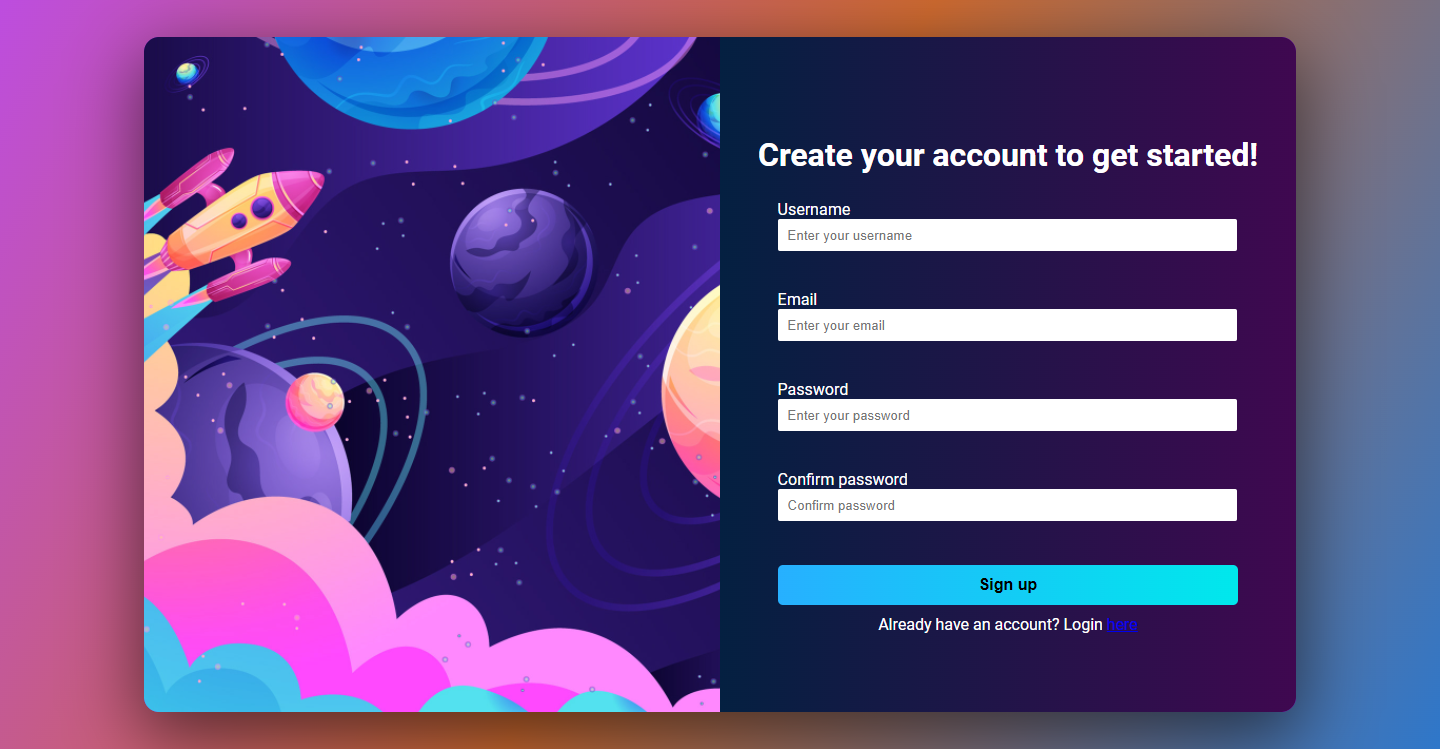 Create your account to get started!
Username
Enter your username
Email
Enter your email
Password
Enter your password
Confirm password
Confirm password
Sign up
Already have an account? Login here